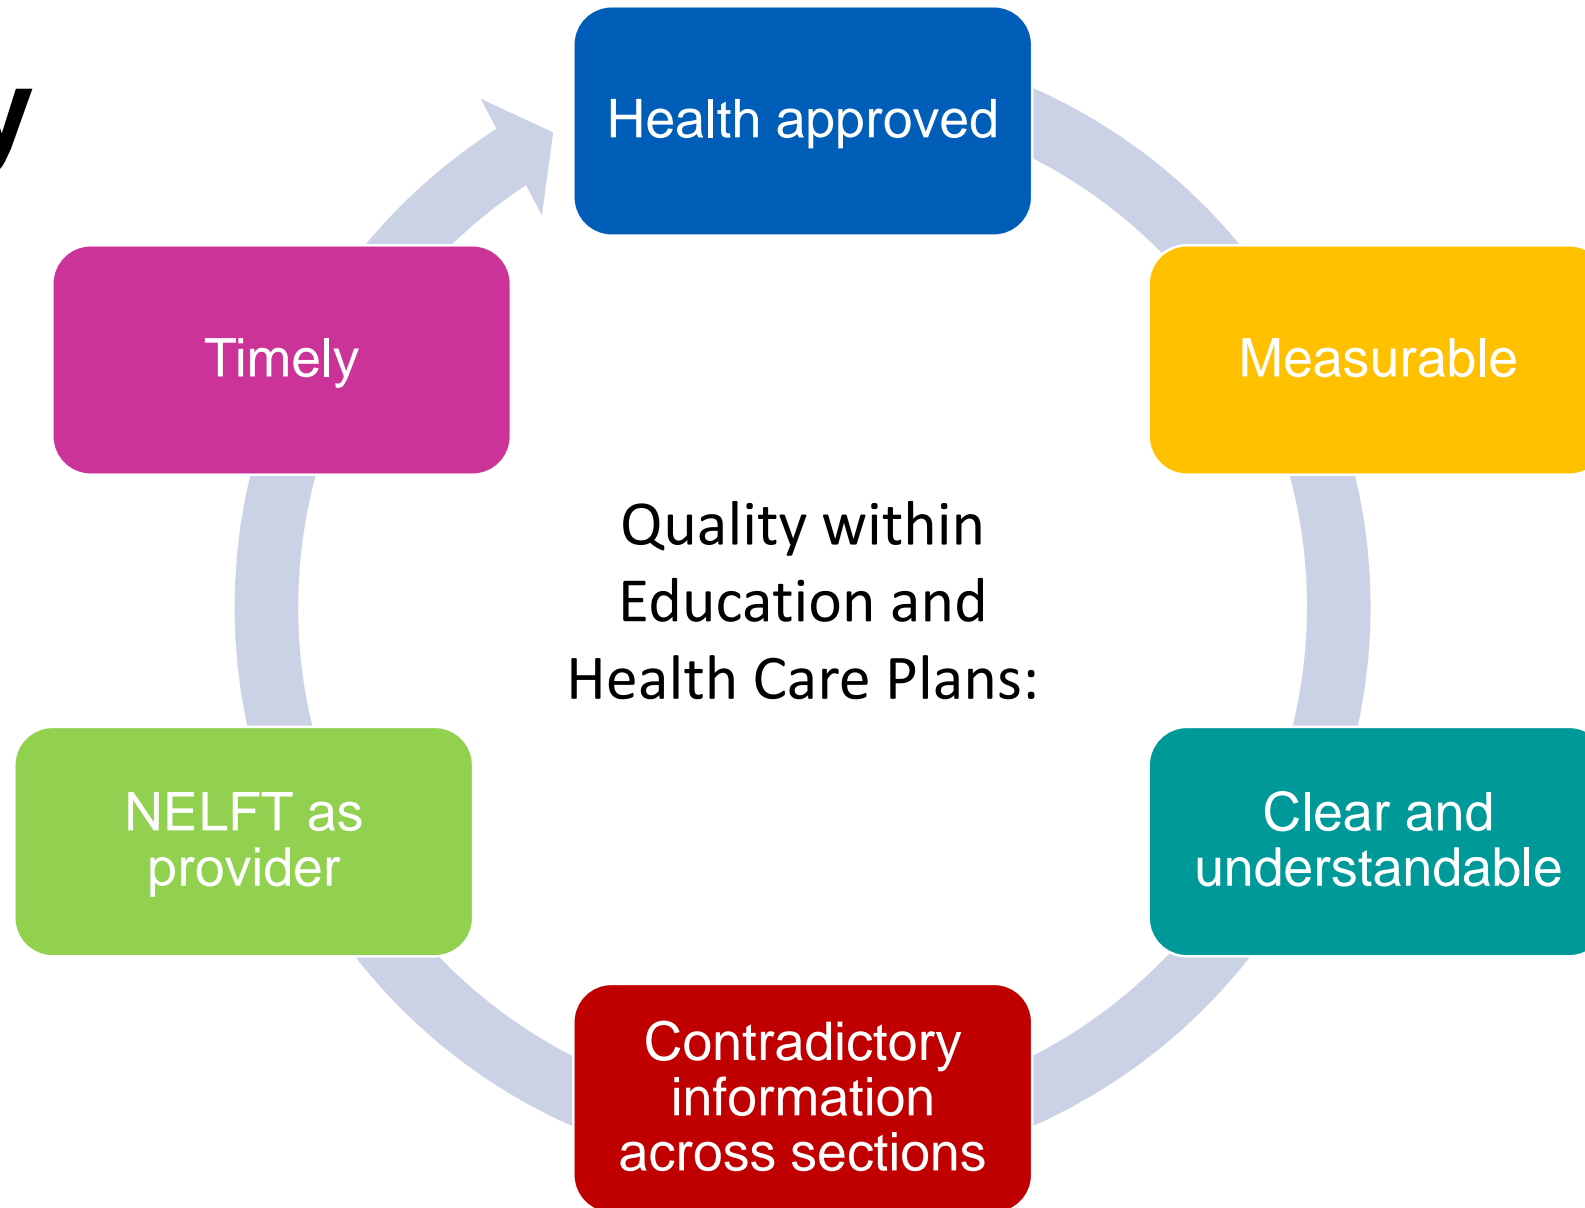 y
Health approved
Timely
Measurable
Quality within
Education and
Health Care Plans:
NELFT as
provider
Clear and
understandable
Contradictory
information
across sections